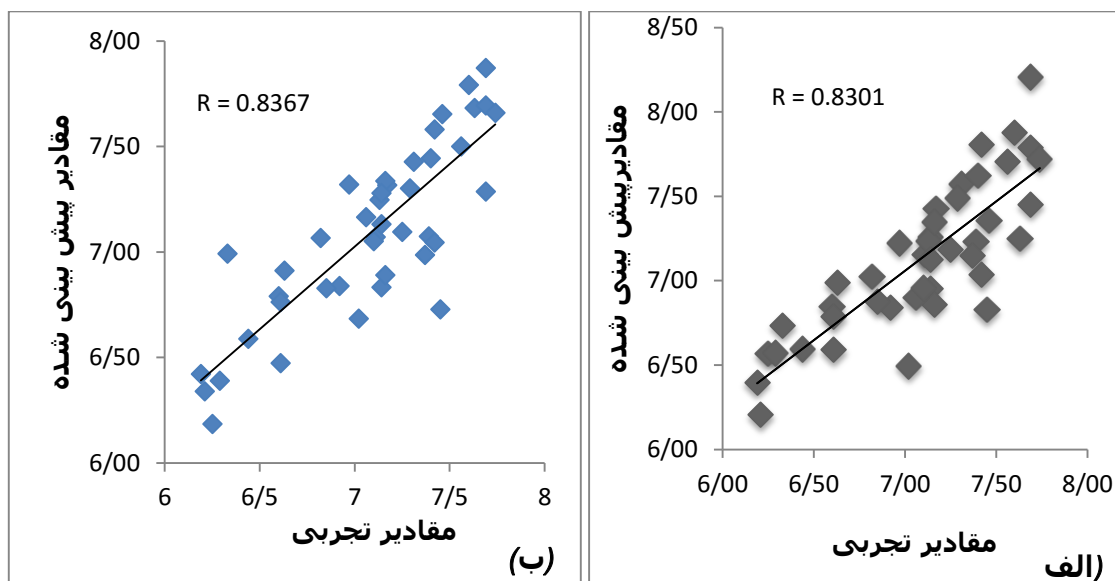 8/50
8/00
7/50
7/00
6/50
6/00
6/00 6/50 7/00 7/50 8/00
R = 0.8301
مقادیرپیش بینی شده
مقادیر تجربی
(الف
8/00
7/50
7/00
6/50
6/00
6 6/5 7 7/5 8
R = 0.8367
مقادیر پیش بینی شده
مقادیر تجربی
(ب)